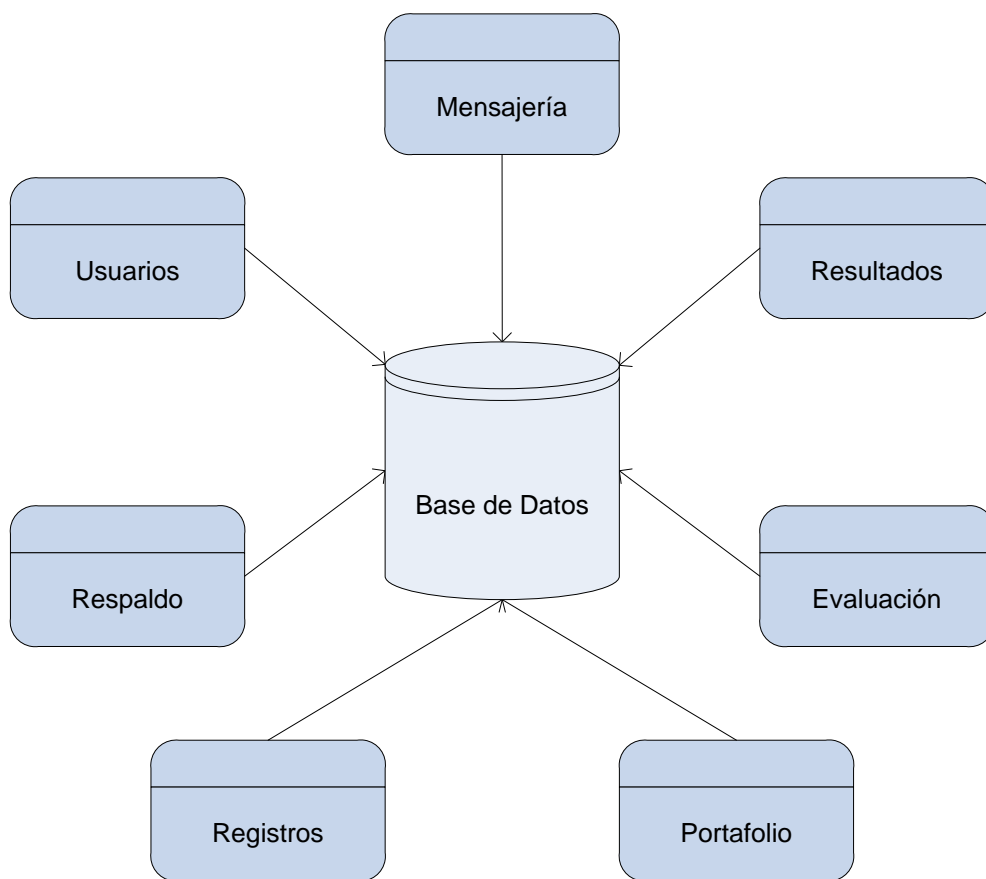 Mensajería
Usuarios
Resultados
Base de Datos
Respaldo
Evaluación
Registros
Portafolio